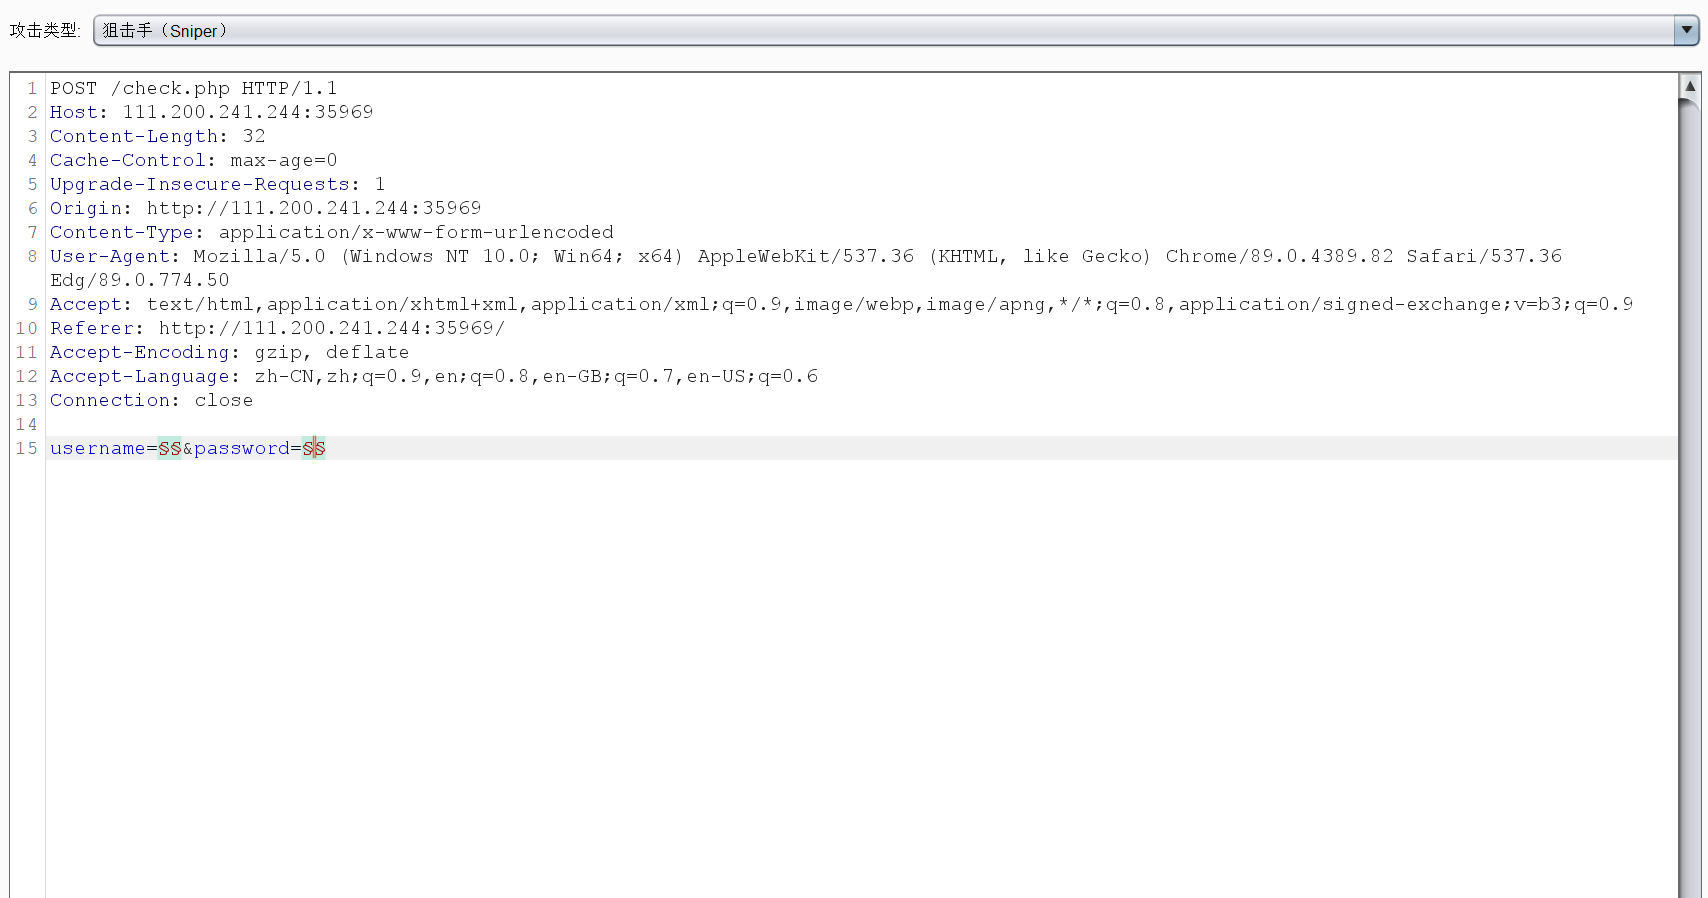 攻击类型: 狙击手（Sniper）
1 POST /check.php HTTP/1.1
2 Host: 111.200.241.244:35969
3 Content-Length: 32
4 Cache-Control: max-age=0
5 Upgrade-Insecure-Requests: 1
6 Origin: http://111.200.241.244:35969
7 Content-Type: application/x-www-form-urlencoded
8 User-Agent: Mozilla/5.0 (Windows NT 10.0; Win64; x64) AppleWebKit/537.36 (KHTML, like Gecko) Chrome/89.0.4389.82 Safari/537.36
Edg/89.0.774.50
9 Accept: text/html,application/xhtml+xml,application/xml;q=0.9,image/webp,image/apng,*/*;q=0.8,application/signed-exchange;v=b3;q=0.9
10 Referer: http://111.200.241.244:35969/
11 Accept-Encoding: gzip, deflate
12 Accept-Language: zh-CN,zh;q=0.9,en;q=0.8,en-GB;q=0.7,en-US;q=0.6
13 Connection: close
14
15 username=§§&password=§§